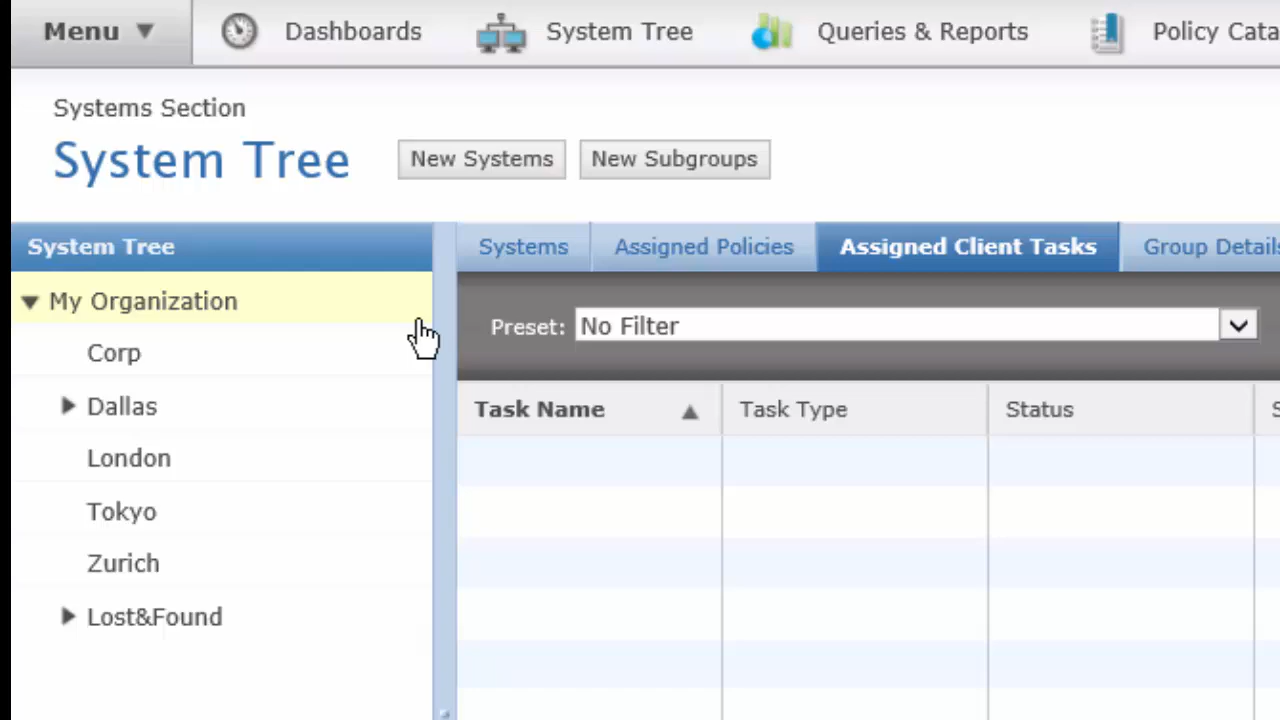 Menu Dashboards System Tree Queries & Reports Policy Cata
Systems Section
System Tree New Systems New Subgroups
System Tree Systems Assigned Policies Assigned Client Tasks Group Details
My Organization
Preset: No Filter
Corp
Dallas
Task Name Task Type Status S
London
Tokyo
Zurich
Lost&Found